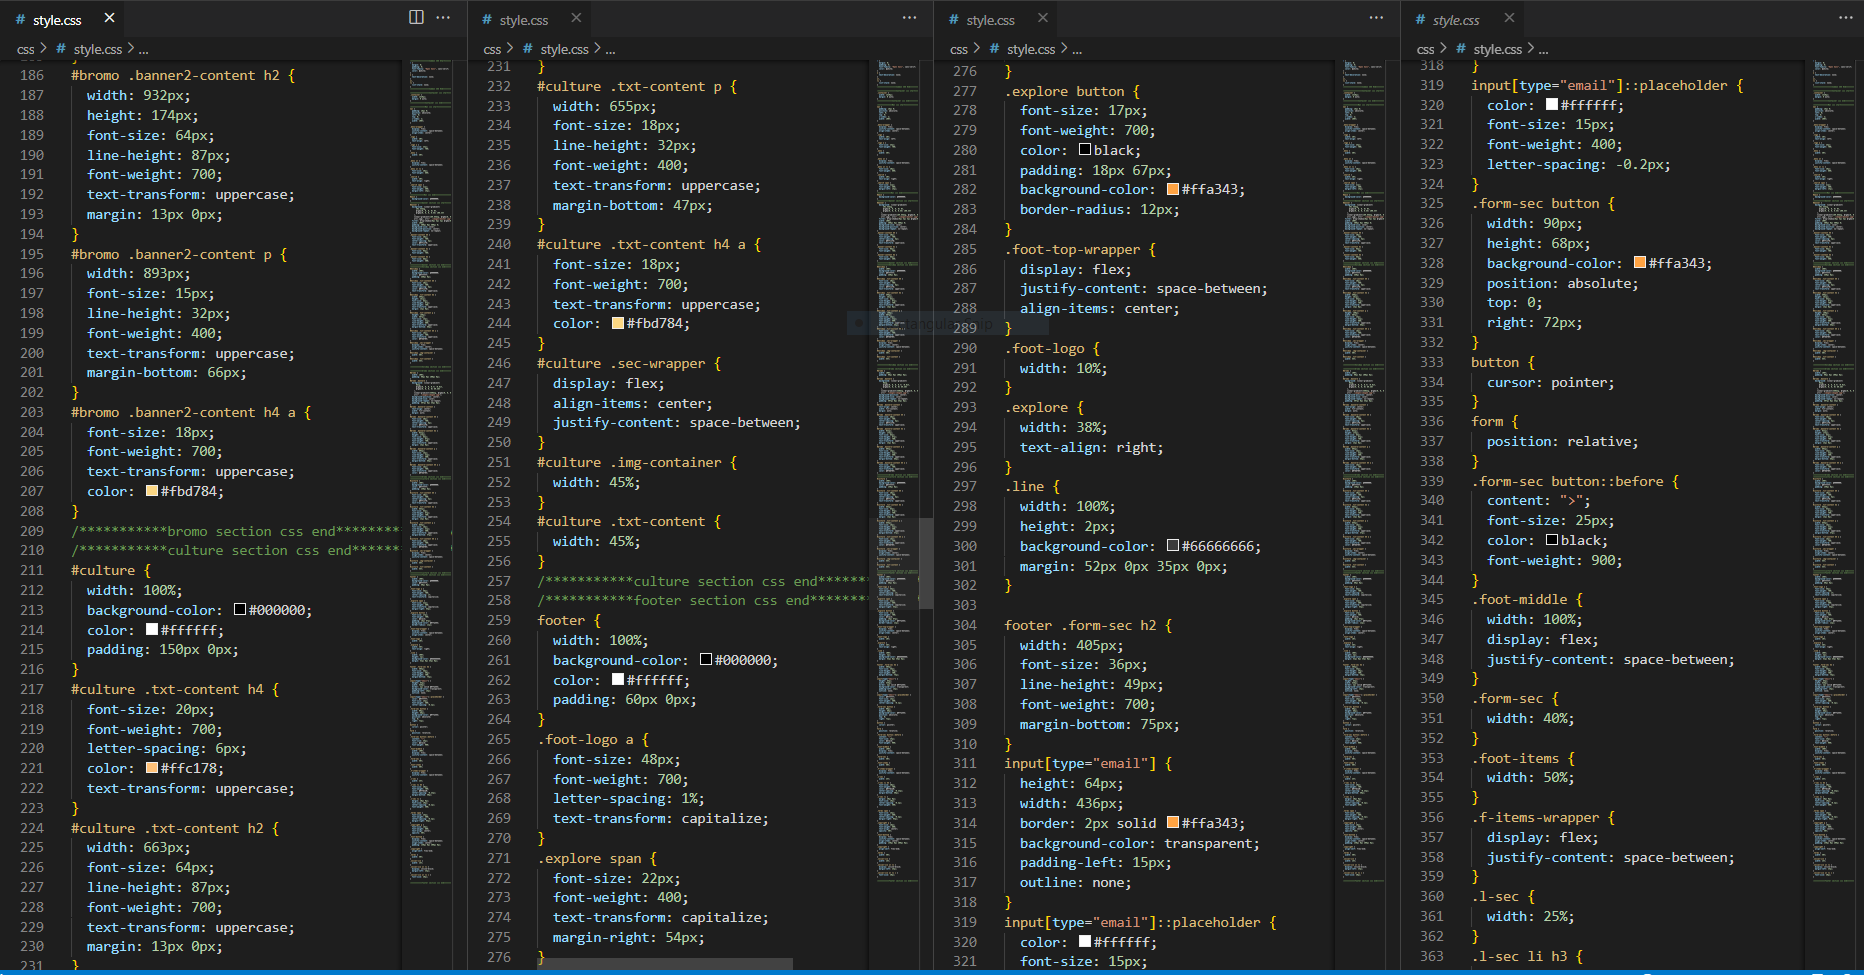 # style.css
css > # style.css > ...
186 #bromo .banner2-content h2 {
187 width: 932px;
188 height: 174px;
189 font-size: 64px;
190 line-height: 87px;
191 font-weight: 700;
192 text-transform: uppercase;
193 margin: 13px 0px;
194 }
195 #bromo .banner2-content p {
196 width: 893px;
197 font-size: 15px;
198 line-height: 32px;
199 font-weight: 400;
200 text-transform: uppercase;
201 margin-bottom: 66px;
202 }
203 #bromo .banner2-content h4 a {
204 font-size: 18px;
205 font-weight: 700;
206 text-transform: uppercase;
207 color: #fbd784;
208 }
209 /***********bromo section css end********
210 /***********culture section css end******
211 #culture {
212 width: 100%;
213 background-color: #000000;
214 color: #ffffff;
215 padding: 150px 0px;
216 }
217 #culture .txt-content h4 {
218 font-size: 20px;
219 font-weight: 700;
220 letter-spacing: 6px;
221 color: #ffc178;
222 text-transform: uppercase;
223 }
224 #culture .txt-content h2 {
225 width: 663px;
226 font-size: 64px;
227 line-height: 87px;
228 font-weight: 700;
229 text-transform: uppercase;
230 margin: 13px 0px;
231 }
# style.css
css > # style.css > ...
231 }
232 #culture .txt-content p {
233 width: 655px;
234 font-size: 18px;
235 line-height: 32px;
236 font-weight: 400;
237 text-transform: uppercase;
238 margin-bottom: 47px;
239 }
240 #culture .txt-content h4 a {
241 font-size: 18px;
242 font-weight: 700;
243 text-transform: uppercase;
244 color: #fbd784;
245 }
246 #culture .sec-wrapper {
247 display: flex;
248 align-items: center;
249 justify-content: space-between;
250 }
251 #culture .img-container {
252 width: 45%;
253 }
254 #culture .txt-content {
255 width: 45%;
256 }
257 /***********culture section css end******
258 /***********footer section css end*******
259 footer {
260 width: 100%;
261 background-color: #000000;
262 color: #ffffff;
263 padding: 60px 0px;
264 }
265 .foot-logo a {
266 font-size: 48px;
267 font-weight: 700;
268 letter-spacing: 1%;
269 text-transform: capitalize;
270 }
271 .explore span {
272 font-size: 22px;
273 font-weight: 400;
274 text-transform: capitalize;
275 margin-right: 54px;
276 }
# style.css
css > # style.css > ...
276 }
277 .explore button {
278 font-size: 17px;
279 font-weight: 700;
280 color: black;
281 padding: 18px 67px;
282 background-color: #ffa343;
283 border-radius: 12px;
284 }
285 .foot-top-wrapper {
286 display: flex;
287 justify-content: space-between;
288 align-items: center;
289 }
290 .foot-logo {
291 width: 10%;
292 }
293 .explore {
294 width: 38%;
295 text-align: right;
296 }
297 .line {
298 width: 100%;
299 height: 2px;
300 background-color: #66666666;
301 margin: 52px 0px 35px 0px;
302 }
303
304 footer .form-sec h2 {
305 width: 405px;
306 font-size: 36px;
307 line-height: 49px;
308 font-weight: 700;
309 margin-bottom: 75px;
310 }
311 input[type="email"] {
312 height: 64px;
313 width: 436px;
314 border: 2px solid #ffa343;
315 background-color: transparent;
316 padding-left: 15px;
317 outline: none;
318 }
319 input[type="email"]::placeholder {
320 color: #ffffff;
321 font-size: 15px;
# style.css
css > # style.css > ...
318 }
319 input[type="email"]::placeholder {
320 color: #ffffff;
321 font-size: 15px;
322 font-weight: 400;
323 letter-spacing: -0.2px;
324 }
325 .form-sec button {
326 width: 90px;
327 height: 68px;
328 background-color: #ffa343;
329 position: absolute;
330 top: 0;
331 right: 72px;
332 }
333 button {
334 cursor: pointer;
335 }
336 form {
337 position: relative;
338 }
339 .form-sec button::before {
340 content: ">";
341 font-size: 25px;
342 color: black;
343 font-weight: 900;
344 }
345 .foot-middle {
346 width: 100%;
347 display: flex;
348 justify-content: space-between;
349 }
350 .form-sec {
351 width: 40%;
352 }
353 .foot-items {
354 width: 50%;
355 }
356 .f-items-wrapper {
357 display: flex;
358 justify-content: space-between;
359 }
360 .l-sec {
361 width: 25%;
362 }
363 .l-sec li h3 {